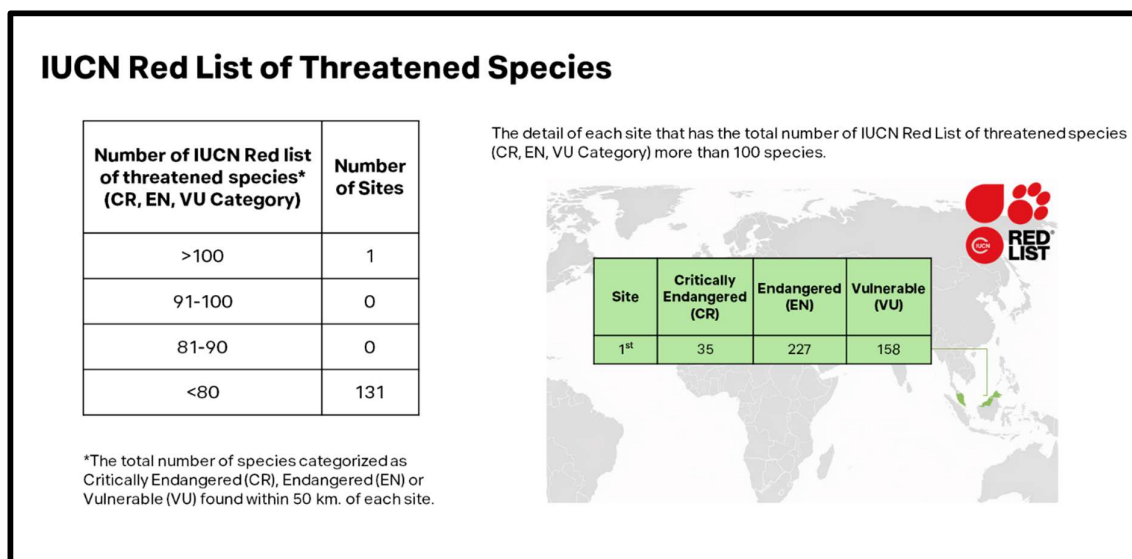 IUCN Red List of Threatened Species
Number of IUCN Red list
of threatened species*
(CR, EN, VU Category)
Number
of Sites
>100 1
91-100 0
81-90 0
<80 131
*The total number of species categorized as
Critically Endangered (CR), Endangered (EN) or
Vulnerable (VU) found within 50 km. of each site.
The detail of each site that has the total number of IUCN Red List of threatened species
(CR, EN, VU Category) more than 100 species.
IUCN
RED
LIST
Site
Critically
Endangered
(CR)
Endangered
(EN)
Vulnerable
(VU)
1st 35 227 158